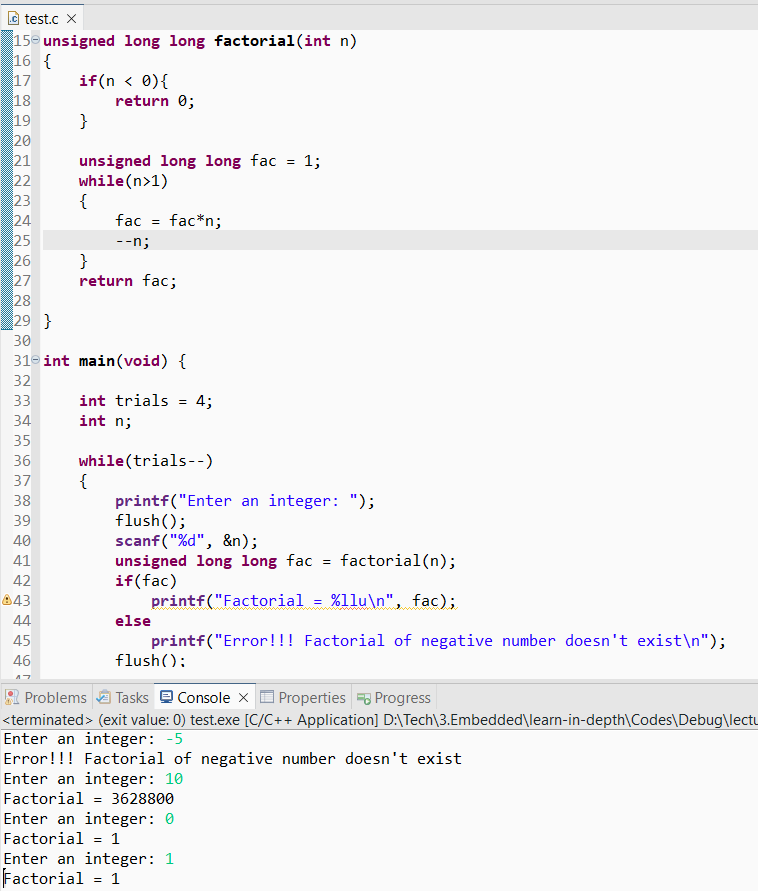 test.c
15 unsigned long long factorial(int n)
16 {
17 if(n < 0){
18 return 0;
19 }
20
21 unsigned long long fac = 1;
22 while(n>1)
23 {
24 fac = fac*n;
25 --n;
26 }
27 return fac;
28
29 }
30
31 int main(void) {
32
33 int trials = 4;
34 int n;
35
36 while(trials--)
37 {
38 printf("Enter an integer: ");
39 flush();
40 scanf("%d", &n);
41 unsigned long long fac = factorial(n);
42 if(fac)
43 printf("Factorial = %llu\n", fac);
44 else
45 printf("Error!!! Factorial of negative number doesn't exist\n");
46 flush();
47
Problems Tasks Console Properties Progress
<terminated> (exit value: 0) test.exe [C/C++ Application] D:\Tech\3.Embedded\learn-in-depth\Codes\Debug\lectu
Enter an integer: -5
Error!!! Factorial of negative number doesn't exist
Enter an integer: 10
Factorial = 3628800
Enter an integer: 0
Factorial = 1
Enter an integer: 1
Factorial = 1